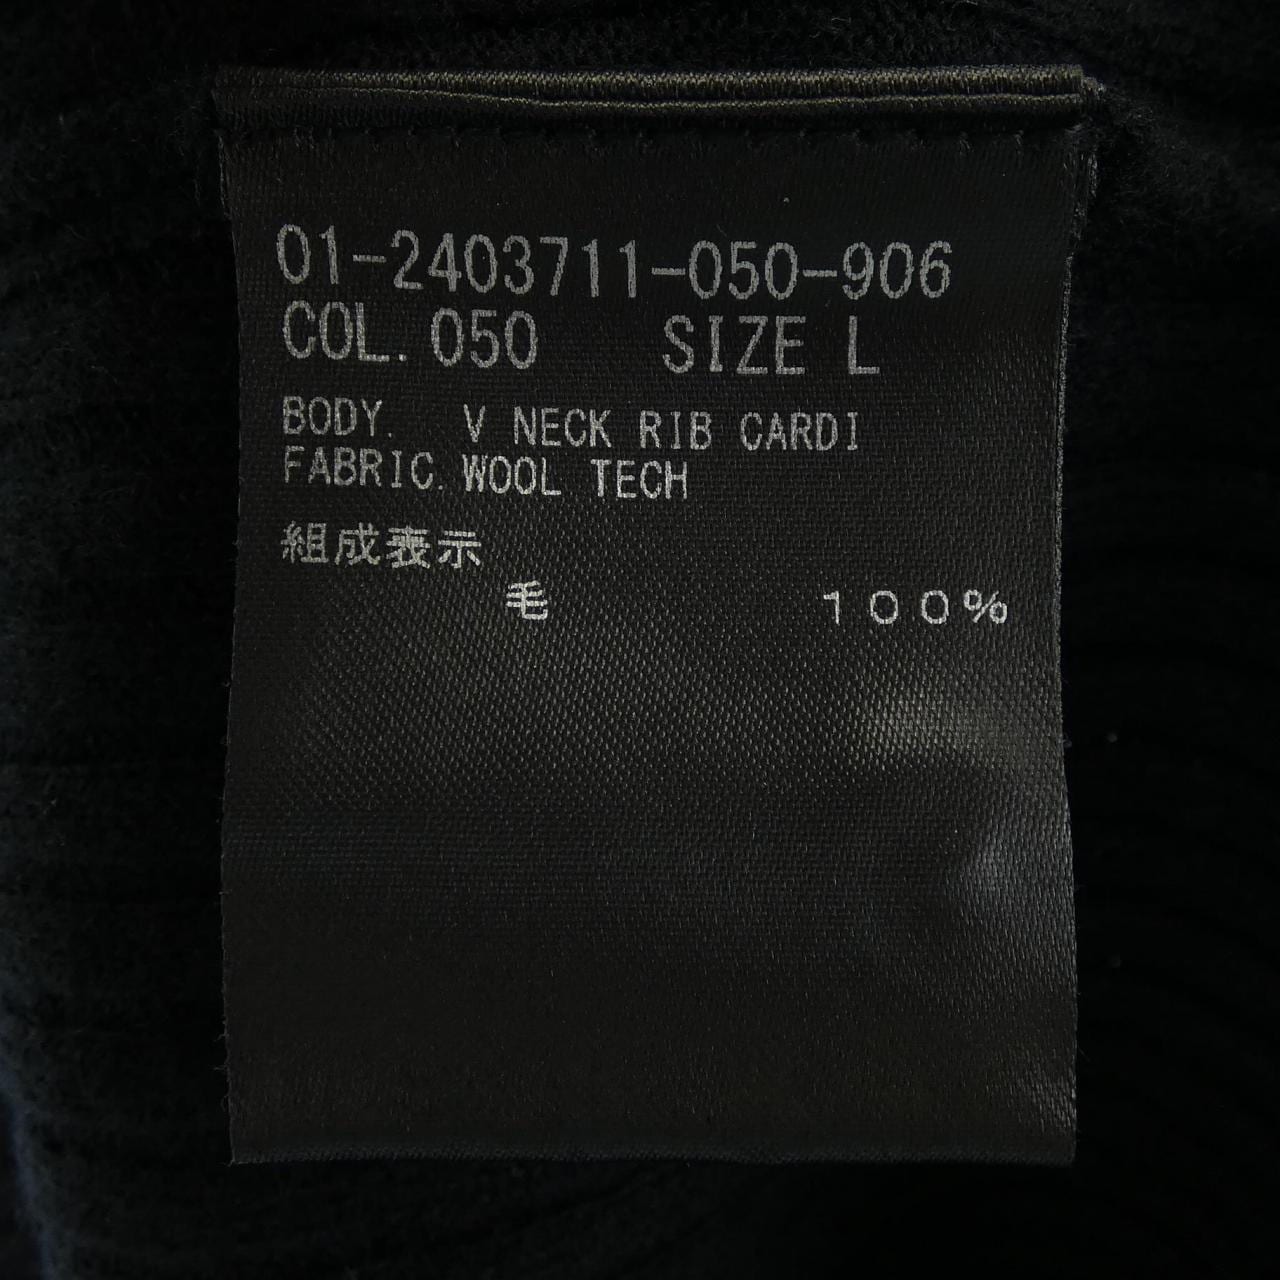 01-2403711-050-906
COL. 050 SIZE L
BODY. V NECK RIB CARDI
FABRIC. WOOL TECH
組成表示
毛 100%